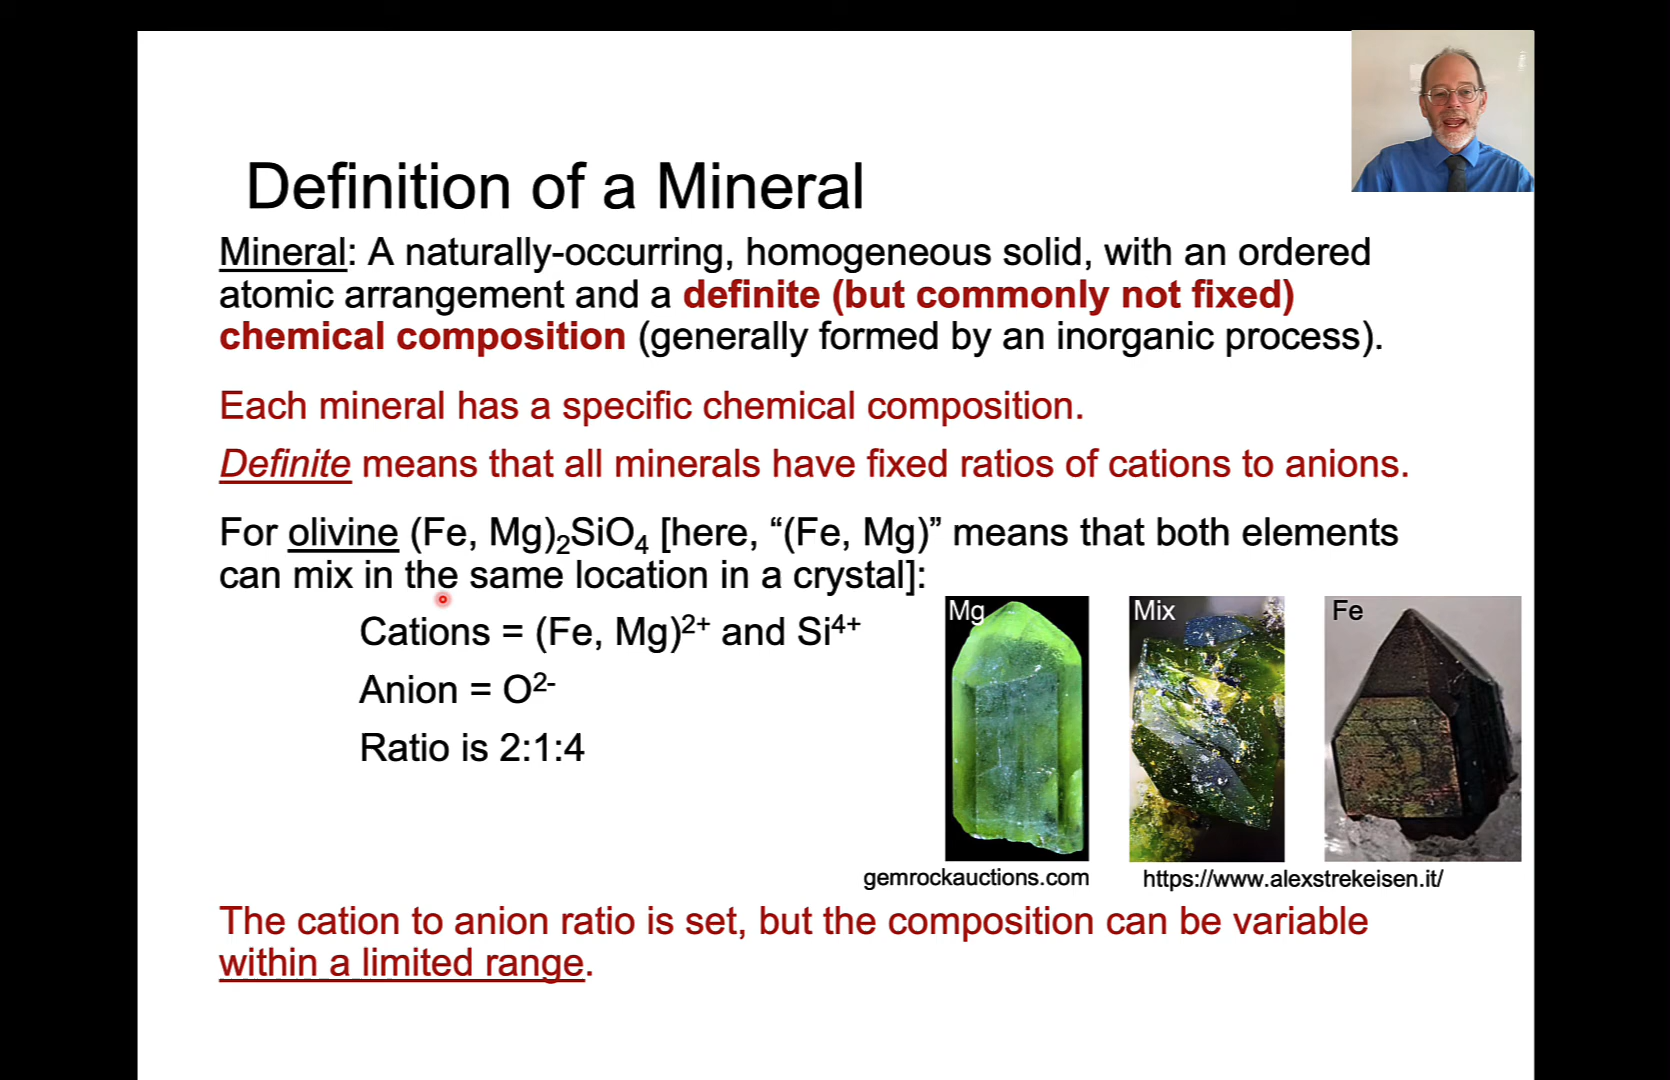 Definition of a Mineral
Mineral: A naturally-occurring, homogeneous solid, with an ordered
atomic arrangement and a definite (but commonly not fixed)
chemical composition (generally formed by an inorganic process).
Each mineral has a specific chemical composition.
Definite means that all minerals have fixed ratios of cations to anions.
For olivine (Fe, Mg)₂SiO₄ [here, “(Fe, Mg)” means that both elements
can mix in the same location in a crystal]:
Cations = (Fe, Mg)²⁺ and Si⁴⁺
Anion = O²⁻
Ratio is 2:1:4
Mg
Mix
Fe
gemrockauctions.com
https://www.alexstrekeisen.it/
The cation to anion ratio is set, but the composition can be variable
within a limited range.